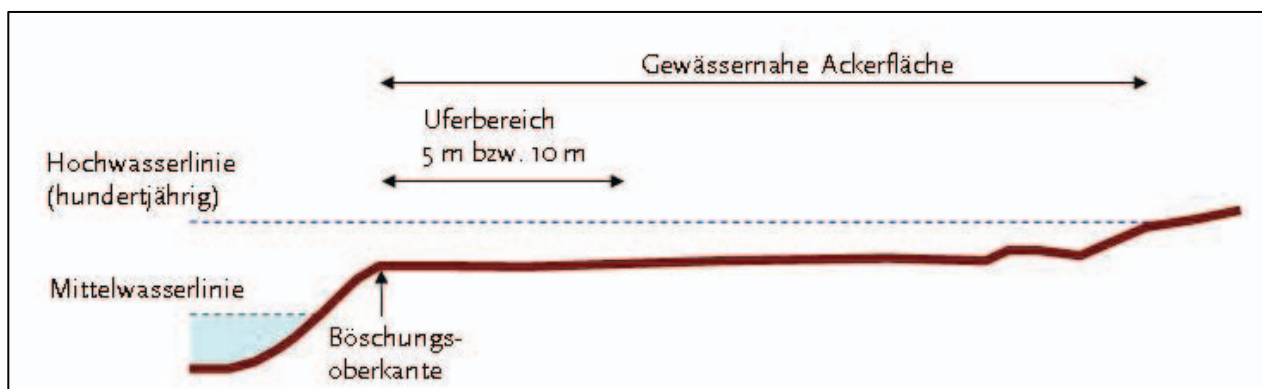 Gewässernahe Ackerfläche
Uferbereich
5 m bzw. 10 m
Hochwasserlinie
(hundertjährig)
Mittelwasserlinie
Böschungs-
oberkante